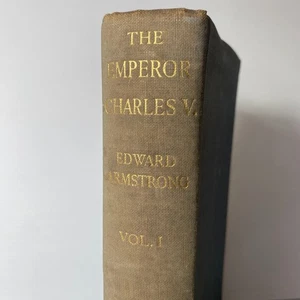 THE
EMPEROR
CHARLES V.
EDWARD
ARMSTRONG
VOL. I